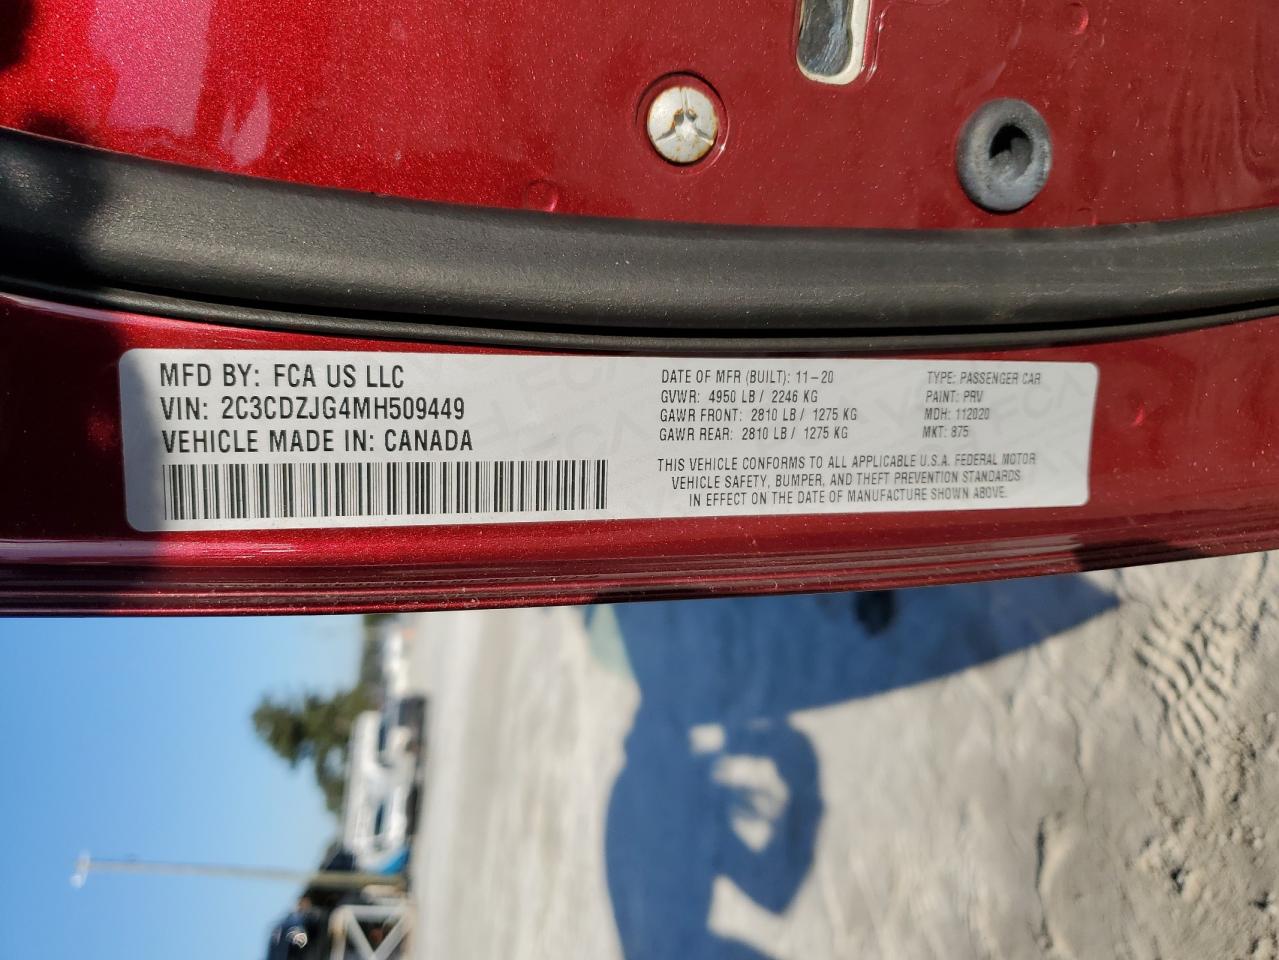 MFD BY: FCA US LLC
VIN: 2C3CDZJG4MH509449
VEHICLE MADE IN: CANADA
DATE OF MFR (BUILT): 11-20
GVWR: 4950 LB / 2246 KG
GAWR FRONT: 2810 LB / 1275 KG
GAWR REAR: 2810 LB / 1275 KG
TYPE: PASSENGER CAR
PAINT: PRV
MDH: 112020
MKT: 875
THIS VEHICLE CONFORMS TO ALL APPLICABLE U.S.A. FEDERAL MOTOR
VEHICLE SAFETY, BUMPER, AND THEFT PREVENTION STANDARDS
IN EFFECT ON THE DATE OF MANUFACTURE SHOWN ABOVE.